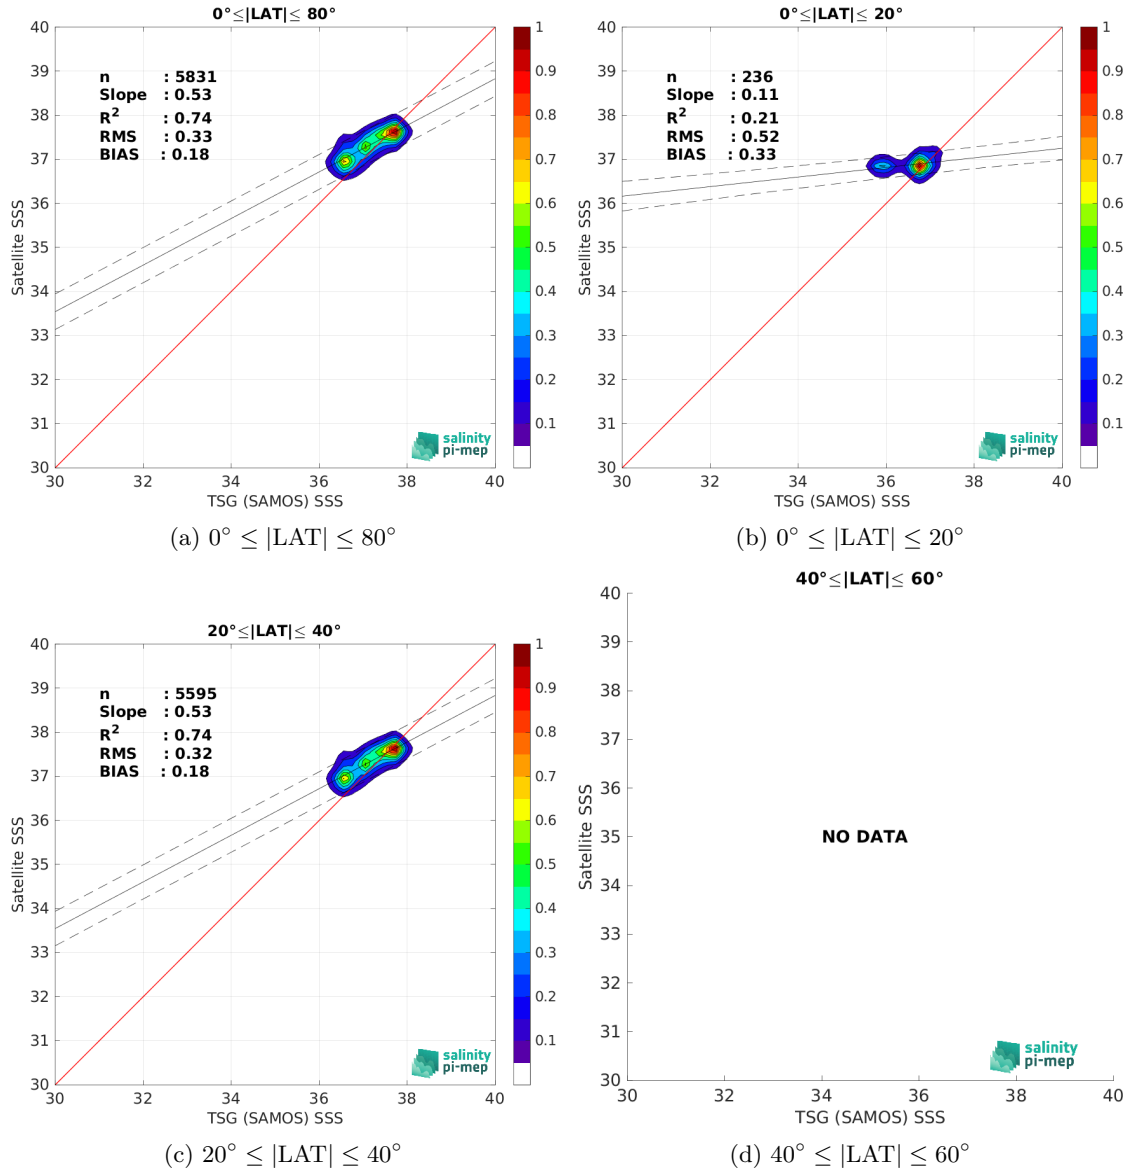 0°≤|LAT|≤ 80°
40
39
38
37
36
35
34
33
32
31
30
Satellite SSS
n : 5831
Slope : 0.53
R² : 0.74
RMS : 0.33
BIAS : 0.18
salinity
pi-mep
30 32 34 36 38 40
TSG (SAMOS) SSS
1
0.9
0.8
0.7
0.6
0.5
0.4
0.3
0.2
0.1
(a) 0° ≤ |LAT| ≤ 80°
0°≤|LAT|≤ 20°
40
39
38
37
36
35
34
33
32
31
30
Satellite SSS
n : 236
Slope : 0.11
R² : 0.21
RMS : 0.52
BIAS : 0.33
salinity
pi-mep
30 32 34 36 38 40
TSG (SAMOS) SSS
1
0.9
0.8
0.7
0.6
0.5
0.4
0.3
0.2
0.1
(b) 0° ≤ |LAT| ≤ 20°
20°≤|LAT|≤ 40°
40
39
38
37
36
35
34
33
32
31
30
Satellite SSS
n : 5595
Slope : 0.53
R² : 0.74
RMS : 0.32
BIAS : 0.18
salinity
pi-mep
30 32 34 36 38 40
TSG (SAMOS) SSS
1
0.9
0.8
0.7
0.6
0.5
0.4
0.3
0.2
0.1
(c) 20° ≤ |LAT| ≤ 40°
40°≤|LAT|≤ 60°
40
39
38
37
36
35
34
33
32
31
30
Satellite SSS
NO DATA
salinity
pi-mep
30 32 34 36 38 40
TSG (SAMOS) SSS
(d) 40° ≤ |LAT| ≤ 60°